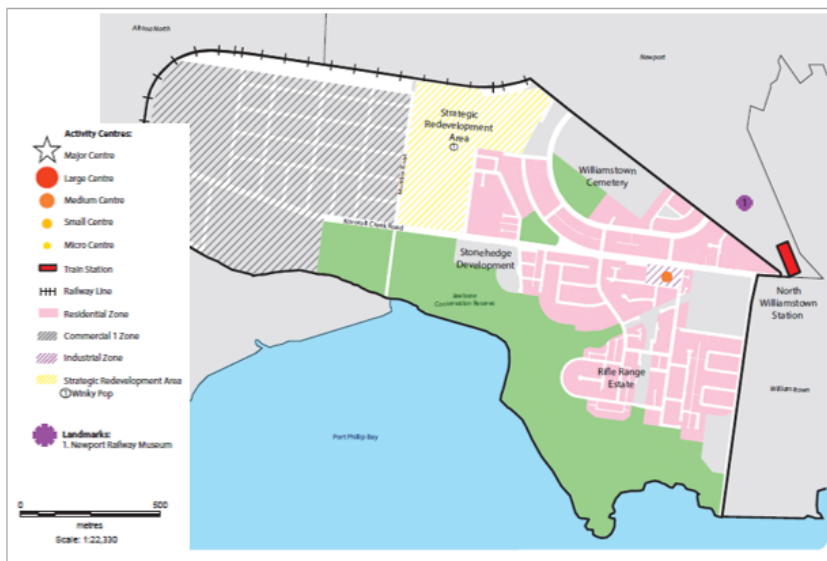 Altona North
Newport
Strategic
Redevelopment
Area
1
Williamstown
Cemetery
1
Kororoit Creek Road
Stonehedge
Development
North
Williamstown
Station
Conservation Reserve
Rifle Range
Estate
Williamstown
Port Phillip Bay
Activity Centres:
Major Centre
Large Centre
Medium Centre
Small Centre
Micro Centre
Train Station
Railway Line
Residential Zone
Commercial 1 Zone
Industrial Zone
Strategic Redevelopment Area
1 Winky Pop
Landmarks:
1. Newport Railway Museum
0 500
metres
Scale: 1:22,330